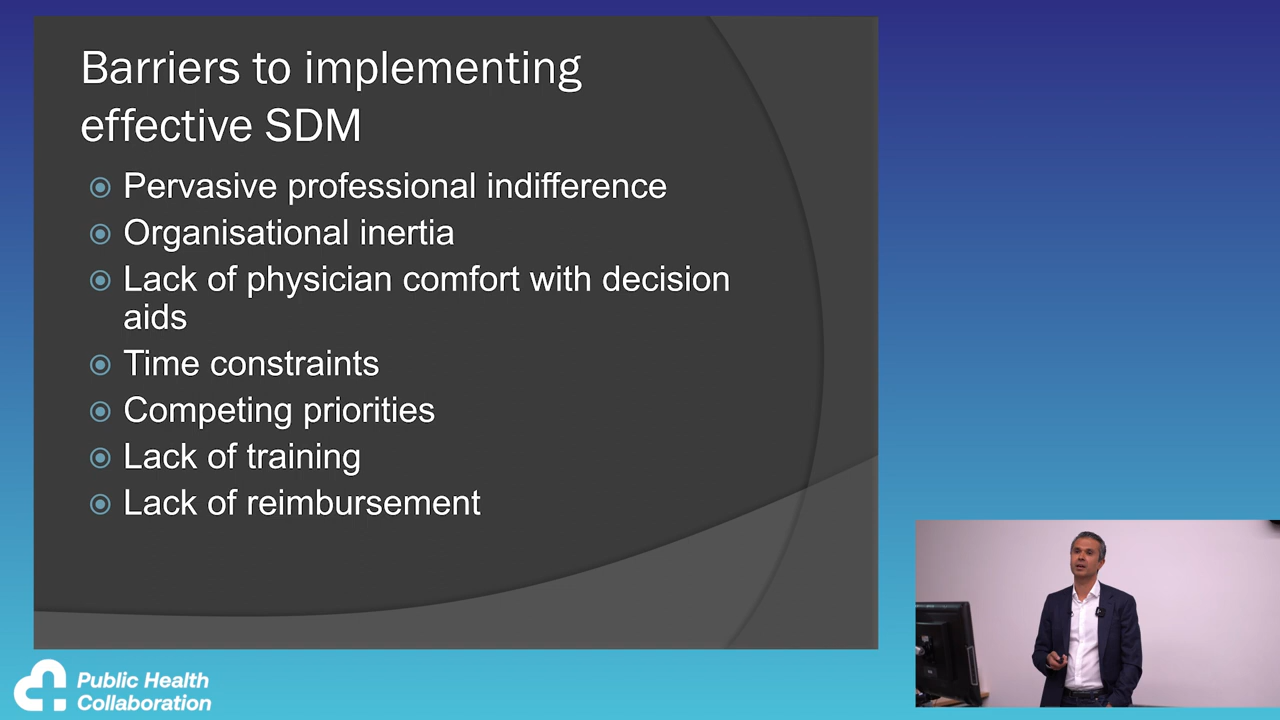 Barriers to implementing
effective SDM
Pervasive professional indifference
Organisational inertia
Lack of physician comfort with decision
aids
Time constraints
Competing priorities
Lack of training
Lack of reimbursement
Public Health
Collaboration